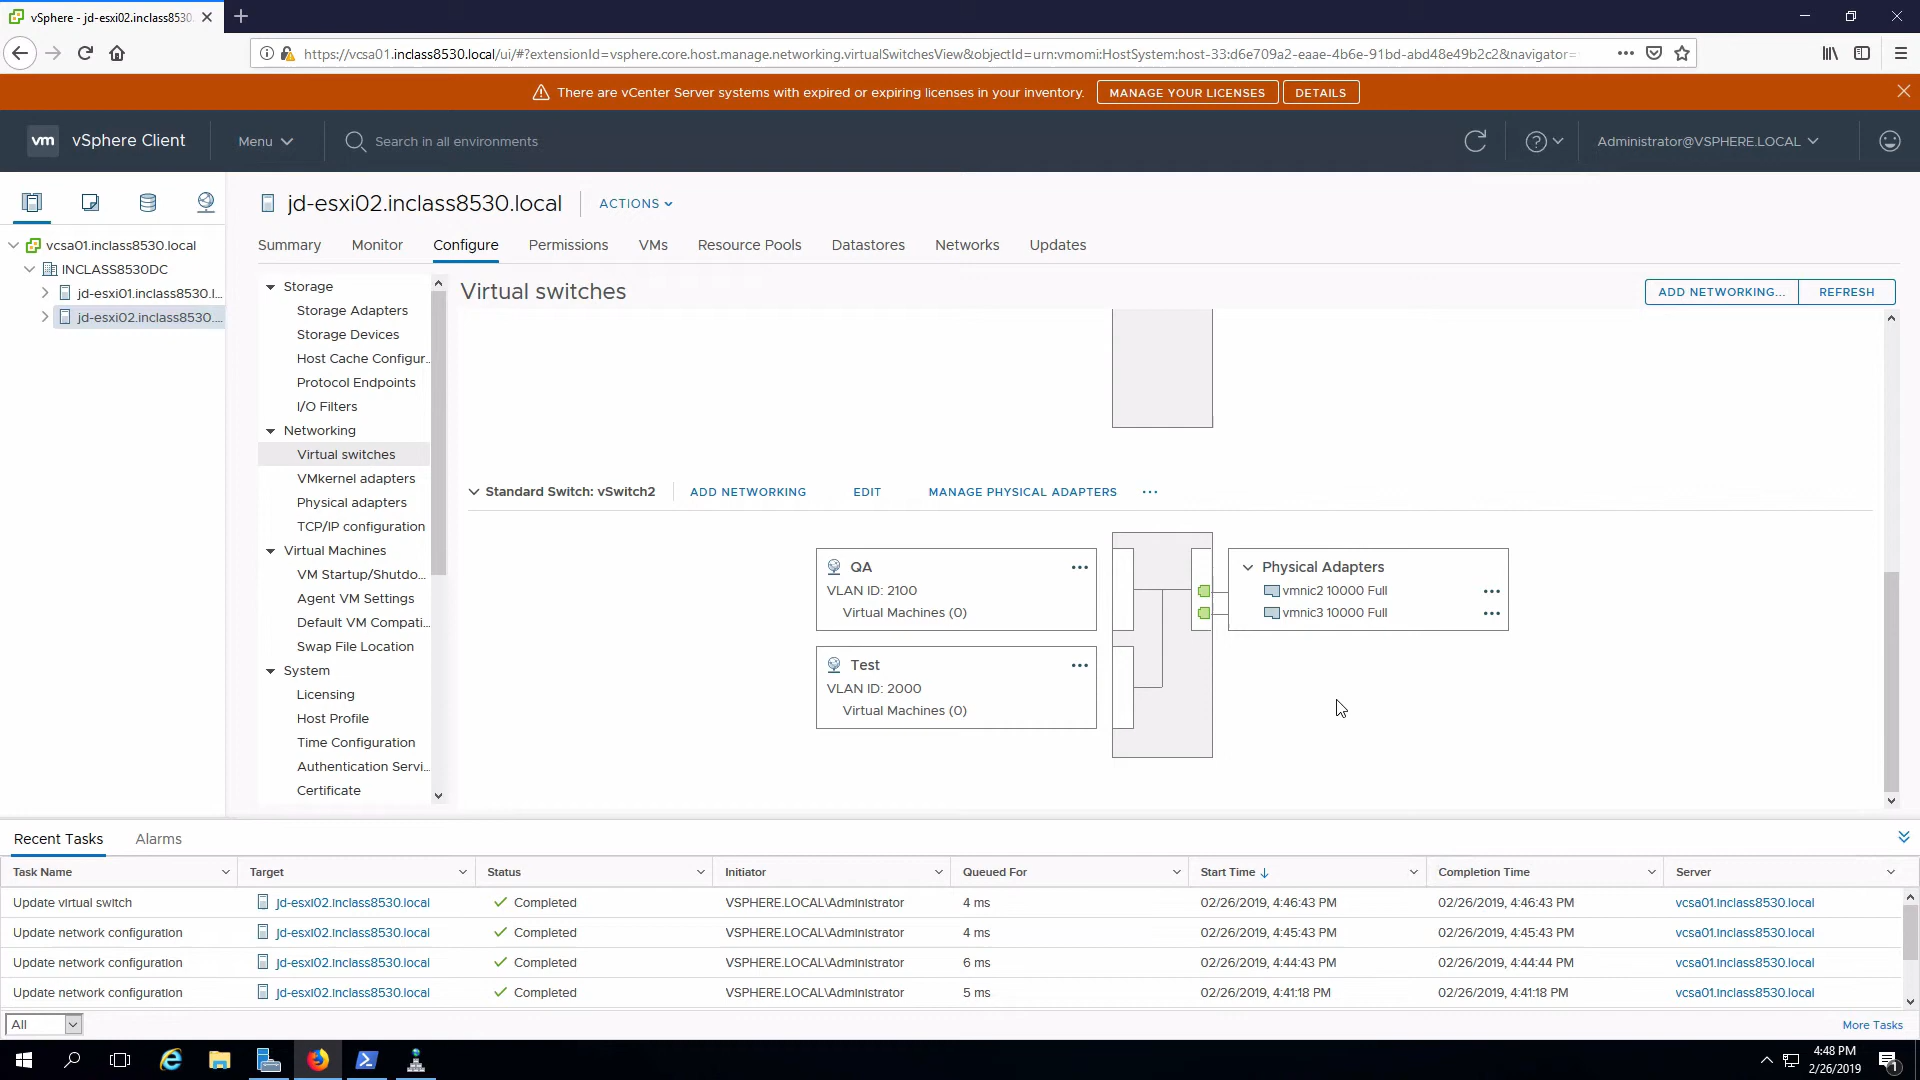 vSphere - jd-esxi02.inclass8530.
https://vcsa01.inclass8530.local/ui/#?extensionId=vsphere.core.host.manage.networking.virtualSwitchesView&objectId=urn:vmomi:HostSystem:host-33:d6e709a2-eaae-4b6e-91bd-abd48e49b2c2&navigator=
There are vCenter Server systems with expired or expiring licenses in your inventory.
MANAGE YOUR LICENSES
DETAILS
vm
vSphere Client
Menu
Search in all environments
Administrator@VSPHERE.LOCAL
vcsa01.inclass8530.local
INCLASS8530DC
jd-esxi01.inclass8530.l...
jd-esxi02.inclass8530....
jd-esxi02.inclass8530.local
ACTIONS
Summary
Monitor
Configure
Permissions
VMs
Resource Pools
Datastores
Networks
Updates
Storage
Storage Adapters
Storage Devices
Host Cache Configur...
Protocol Endpoints
I/O Filters
Networking
Virtual switches
VMkernel adapters
Physical adapters
TCP/IP configuration
Virtual Machines
VM Startup/Shutdo...
Agent VM Settings
Default VM Compati...
Swap File Location
System
Licensing
Host Profile
Time Configuration
Authentication Servi...
Certificate
Virtual switches
ADD NETWORKING...
REFRESH
Standard Switch: vSwitch2
ADD NETWORKING
EDIT
MANAGE PHYSICAL ADAPTERS
...
QA
...
VLAN ID: 2100
Virtual Machines (0)
Test
...
VLAN ID: 2000
Virtual Machines (0)
Physical Adapters
vmnic2 10000 Full
...
vmnic3 10000 Full
...
Recent Tasks
Alarms
Task Name
Target
Status
Initiator
Queued For
Start Time
Completion Time
Server
Update virtual switch
jd-esxi02.inclass8530.local
Completed
VSPHERE.LOCAL\Administrator
4 ms
02/26/2019, 4:46:43 PM
02/26/2019, 4:46:43 PM
vcsa01.inclass8530.local
Update network configuration
jd-esxi02.inclass8530.local
Completed
VSPHERE.LOCAL\Administrator
4 ms
02/26/2019, 4:45:43 PM
02/26/2019, 4:45:43 PM
vcsa01.inclass8530.local
Update network configuration
jd-esxi02.inclass8530.local
Completed
VSPHERE.LOCAL\Administrator
6 ms
02/26/2019, 4:44:43 PM
02/26/2019, 4:44:44 PM
vcsa01.inclass8530.local
Update network configuration
jd-esxi02.inclass8530.local
Completed
VSPHERE.LOCAL\Administrator
5 ms
02/26/2019, 4:41:18 PM
02/26/2019, 4:41:18 PM
vcsa01.inclass8530.local
All
More Tasks
4:48 PM
2/26/2019
1